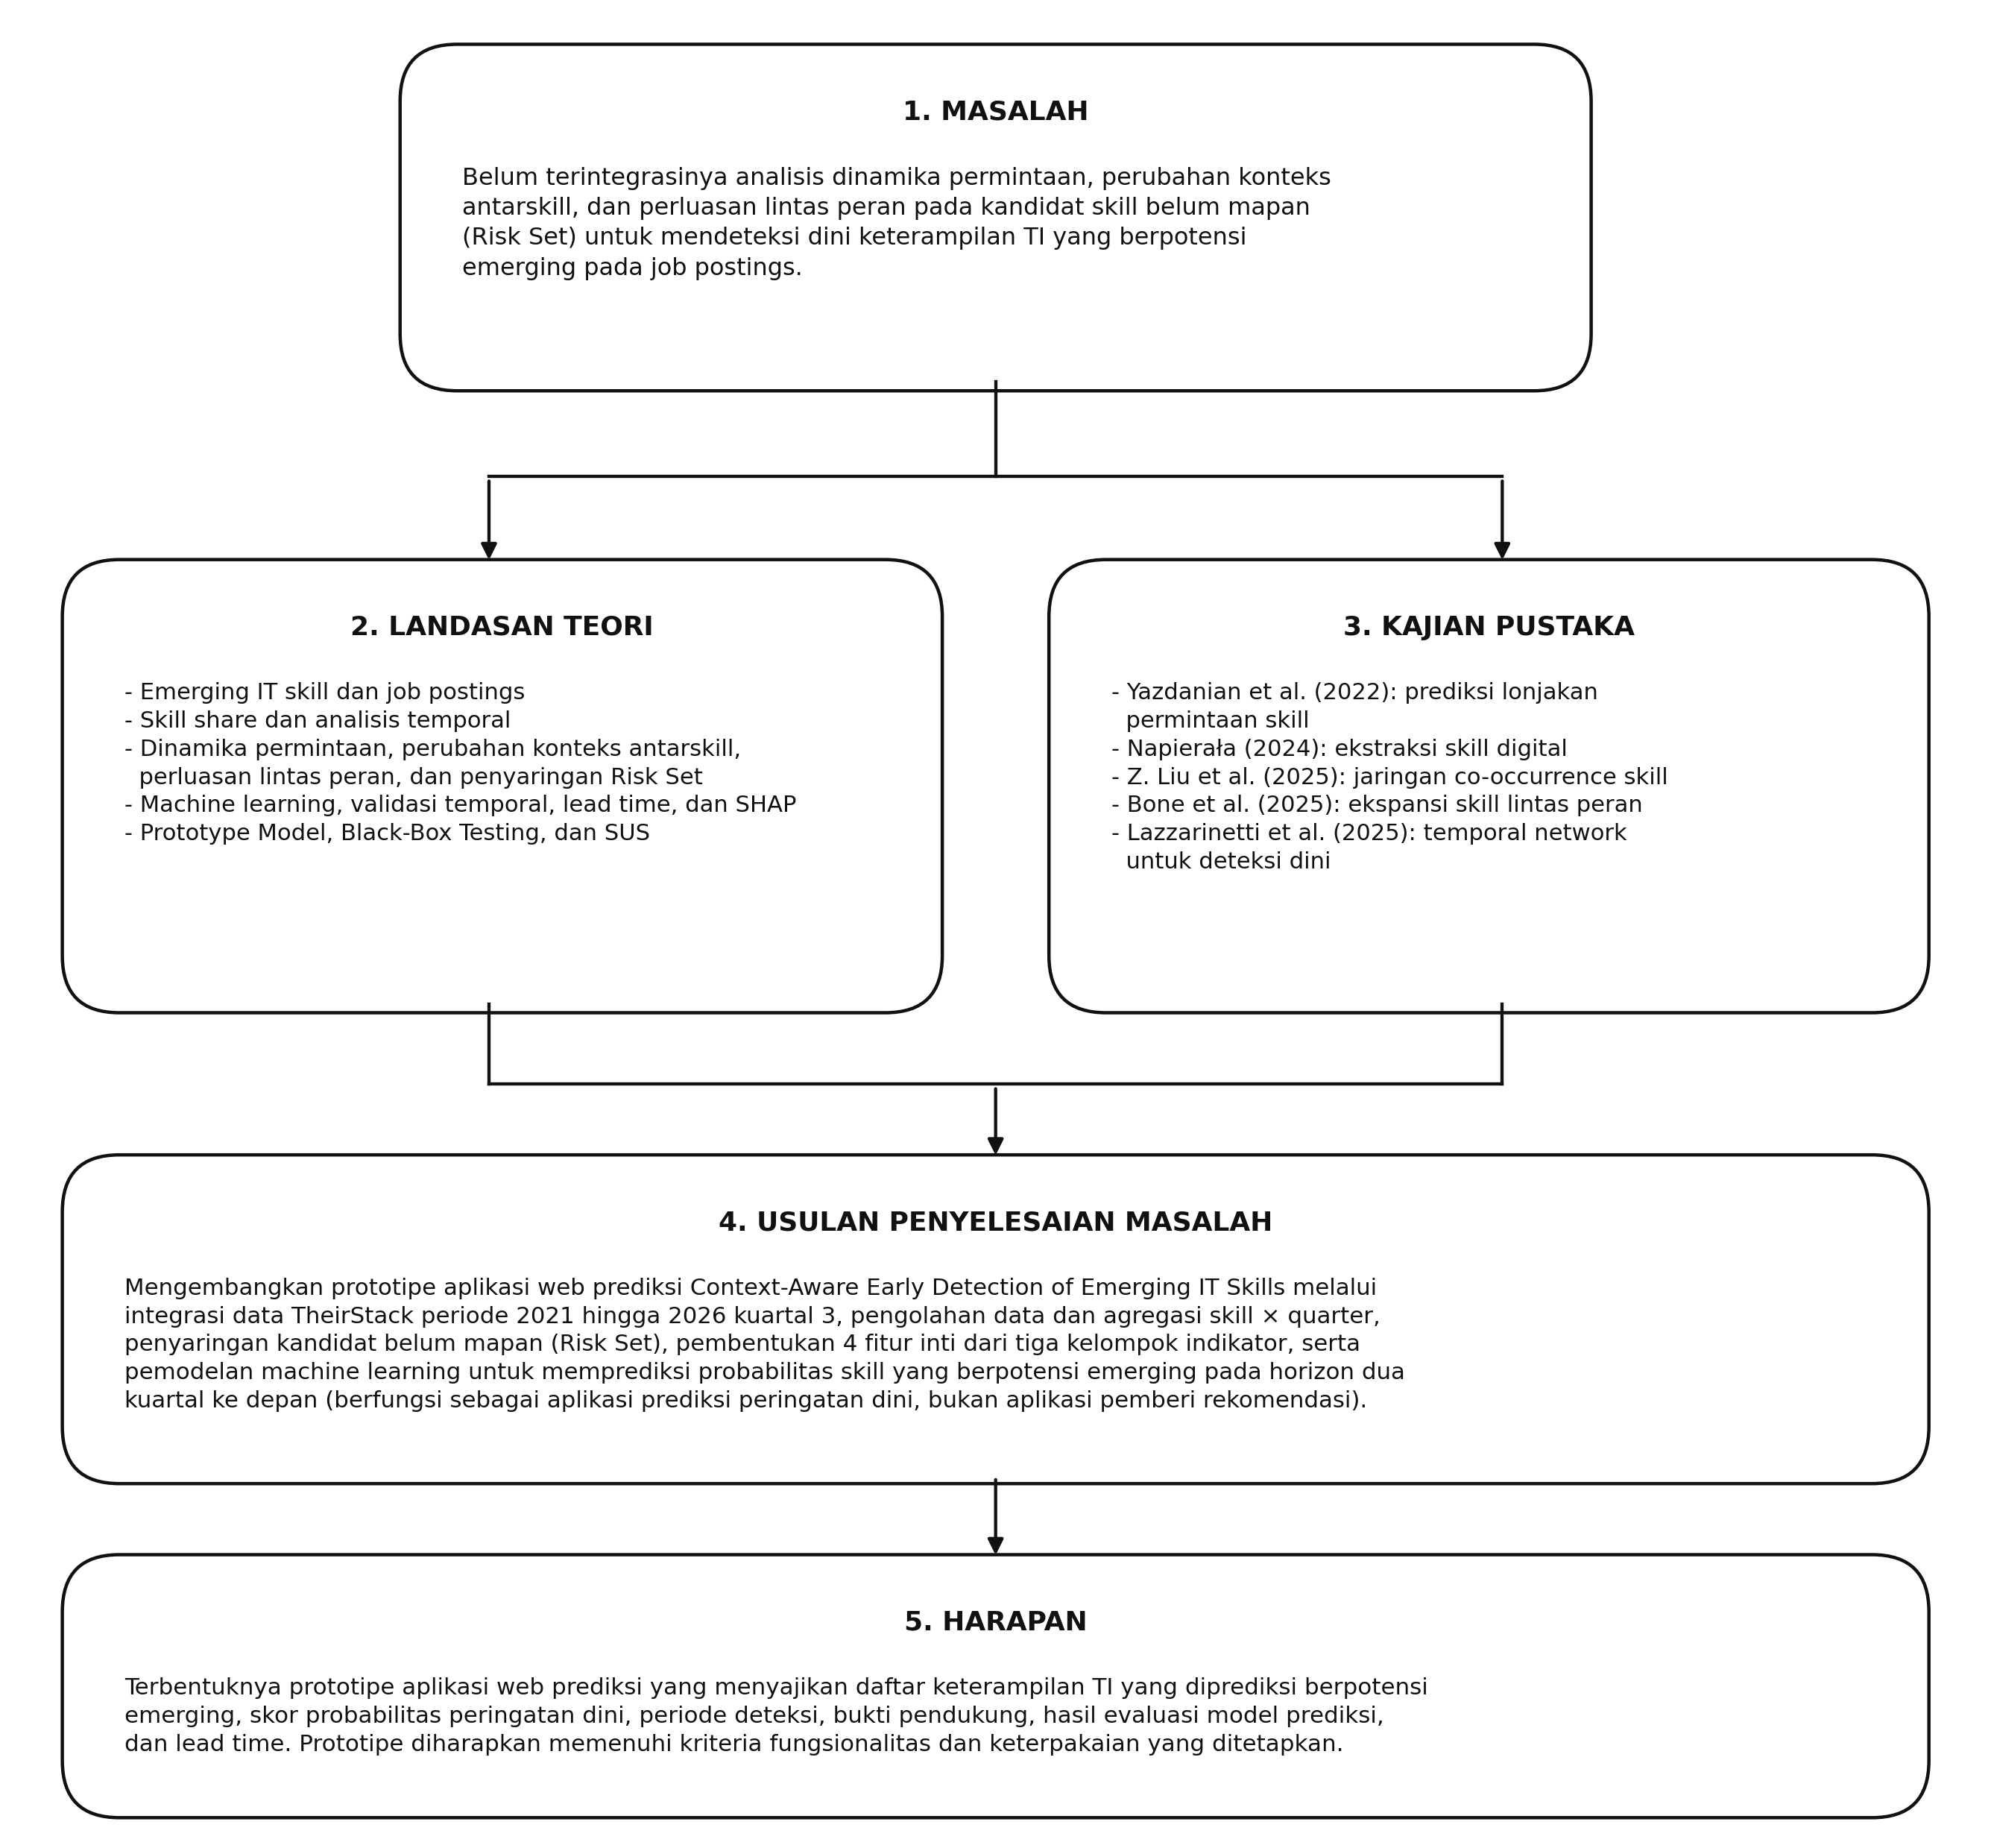 1. MASALAH
Belum terintegrasinya analisis dinamika permintaan, perubahan konteks
antarskill, dan perluasan lintas peran pada kandidat skill belum mapan
(Risk Set) untuk mendeteksi dini keterampilan TI yang berpotensi
emerging pada job postings.
2. LANDASAN TEORI
- Emerging IT skill dan job postings
- Skill share dan analisis temporal
- Dinamika permintaan, perubahan konteks antarskill,
perluasan lintas peran, dan penyaringan Risk Set
- Machine learning, validasi temporal, lead time, dan SHAP
- Prototype Model, Black-Box Testing, dan SUS
3. KAJIAN PUSTAKA
- Yazdanian et al. (2022): prediksi lonjakan
permintaan skill
- Napierała (2024): ekstraksi skill digital
- Z. Liu et al. (2025): jaringan co-occurrence skill
- Bone et al. (2025): ekspansi skill lintas peran
- Lazzarinetti et al. (2025): temporal network
untuk deteksi dini
4. USULAN PENYELESAIAN MASALAH
Mengembangkan prototipe aplikasi web prediksi Context-Aware Early Detection of Emerging IT Skills melalui
integrasi data TheirStack periode 2021 hingga 2026 kuartal 3, pengolahan data dan agregasi skill × quarter,
penyaringan kandidat belum mapan (Risk Set), pembentukan 4 fitur inti dari tiga kelompok indikator, serta
pemodelan machine learning untuk memprediksi probabilitas skill yang berpotensi emerging pada horizon dua
kuartal ke depan (berfungsi sebagai aplikasi prediksi peringatan dini, bukan aplikasi pemberi rekomendasi).
5. HARAPAN
Terbentuknya prototipe aplikasi web prediksi yang menyajikan daftar keterampilan TI yang diprediksi berpotensi
emerging, skor probabilitas peringatan dini, periode deteksi, bukti pendukung, hasil evaluasi model prediksi,
dan lead time. Prototipe diharapkan memenuhi kriteria fungsionalitas dan keterpakaian yang ditetapkan.